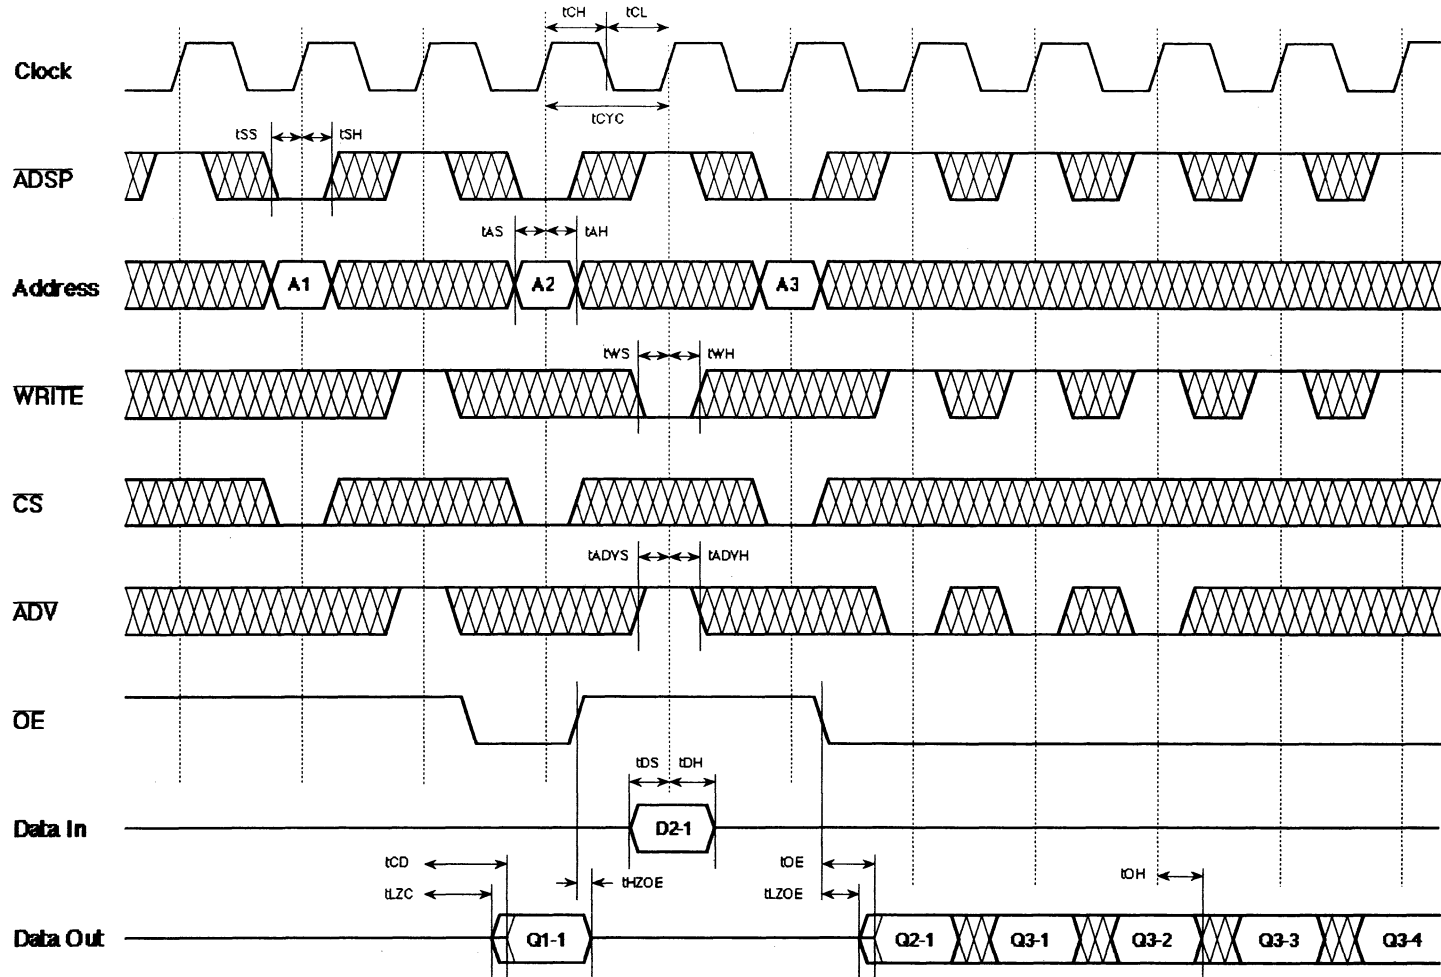 tCH tCL
Clock
tCYC
tSS tSH
ADSP
tAS tAH
Address A1 A2 A3
tWS tWH
WRITE
CS
tADVS tADVH
ADV
OE
tDS tDH
Data In D2-1
tCD tOE tOH
tLZC tHZOE tLZOE
Data Out Q1-1 Q2-1 Q3-1 Q3-2 Q3-3 Q3-4